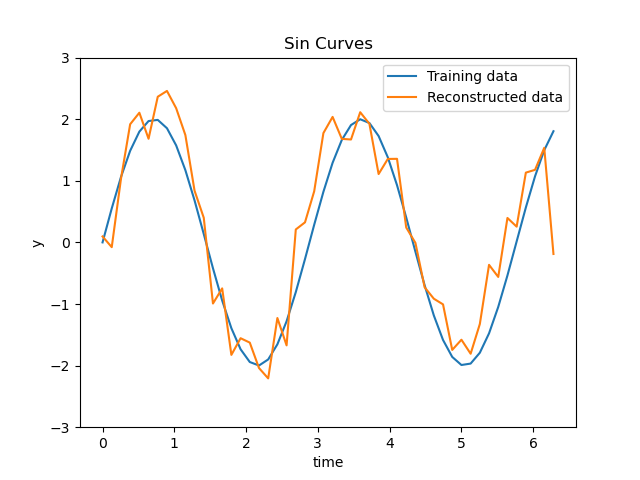 Sin Curves
Training data
Reconstructed data
3
2
1
0
−1
−2
−3
y
0 1 2 3 4 5 6
time